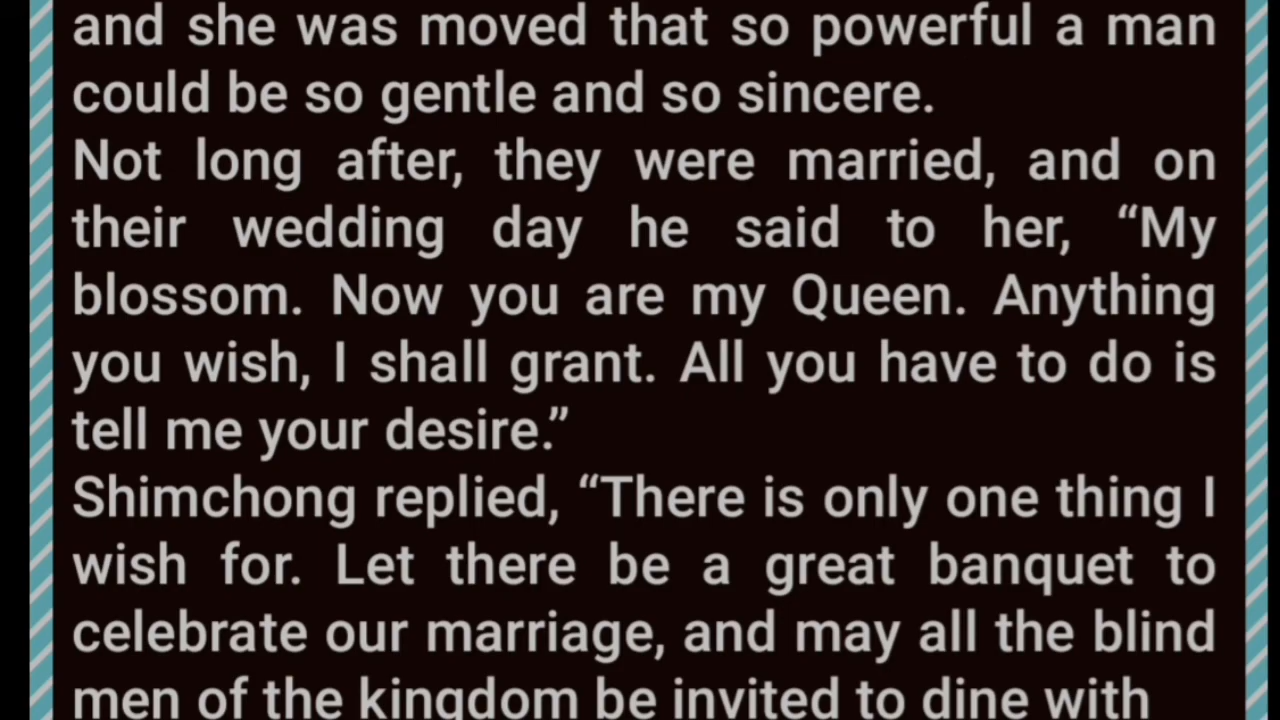 and she was moved that so powerful a man
could be so gentle and so sincere.
Not long after, they were married, and on
their wedding day he said to her, “My
blossom. Now you are my Queen. Anything
you wish, I shall grant. All you have to do is
tell me your desire.”
Shimchong replied, “There is only one thing I
wish for. Let there be a great banquet to
celebrate our marriage, and may all the blind
men of the kingdom be invited to dine with